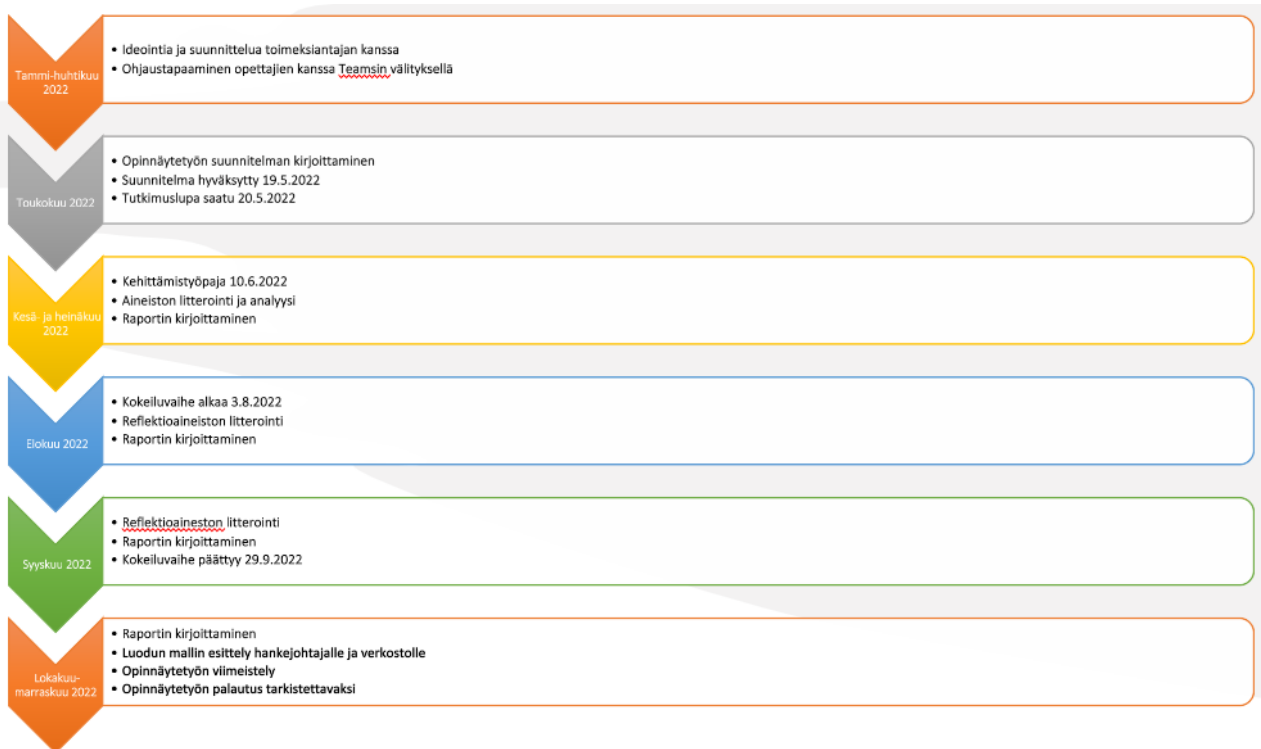 Tammi-huhtikuu
2022
• Ideointia ja suunnittelua toimeksiantajan kanssa
• Ohjaustapaaminen opettajien kanssa Teamsin välityksellä
Toukokuu 2022
• Opinnäytetyön suunnitelman kirjoittaminen
• Suunnitelma hyväksytty 19.5.2022
• Tutkimuslupa saatu 20.5.2022
Kesä- ja heinäkuu
2022
• Kehittämistyöpaja 10.6.2022
• Aineiston litterointi ja analyysi
• Raportin kirjoittaminen
Elokuu 2022
• Kokeiluvaihe alkaa 3.8.2022
• Reflektioaineiston litterointi
• Raportin kirjoittaminen
Syyskuu 2022
• Reflektioaineston litterointi
• Raportin kirjoittaminen
• Kokeiluvaihe päättyy 29.9.2022
Lokakuu-
marraskuu 2022
• Raportin kirjoittaminen
• Luodun mallin esittely hankejohtajalle ja verkostolle
• Opinnäytetyön viimeistely
• Opinnäytetyön palautus tarkistettavaksi